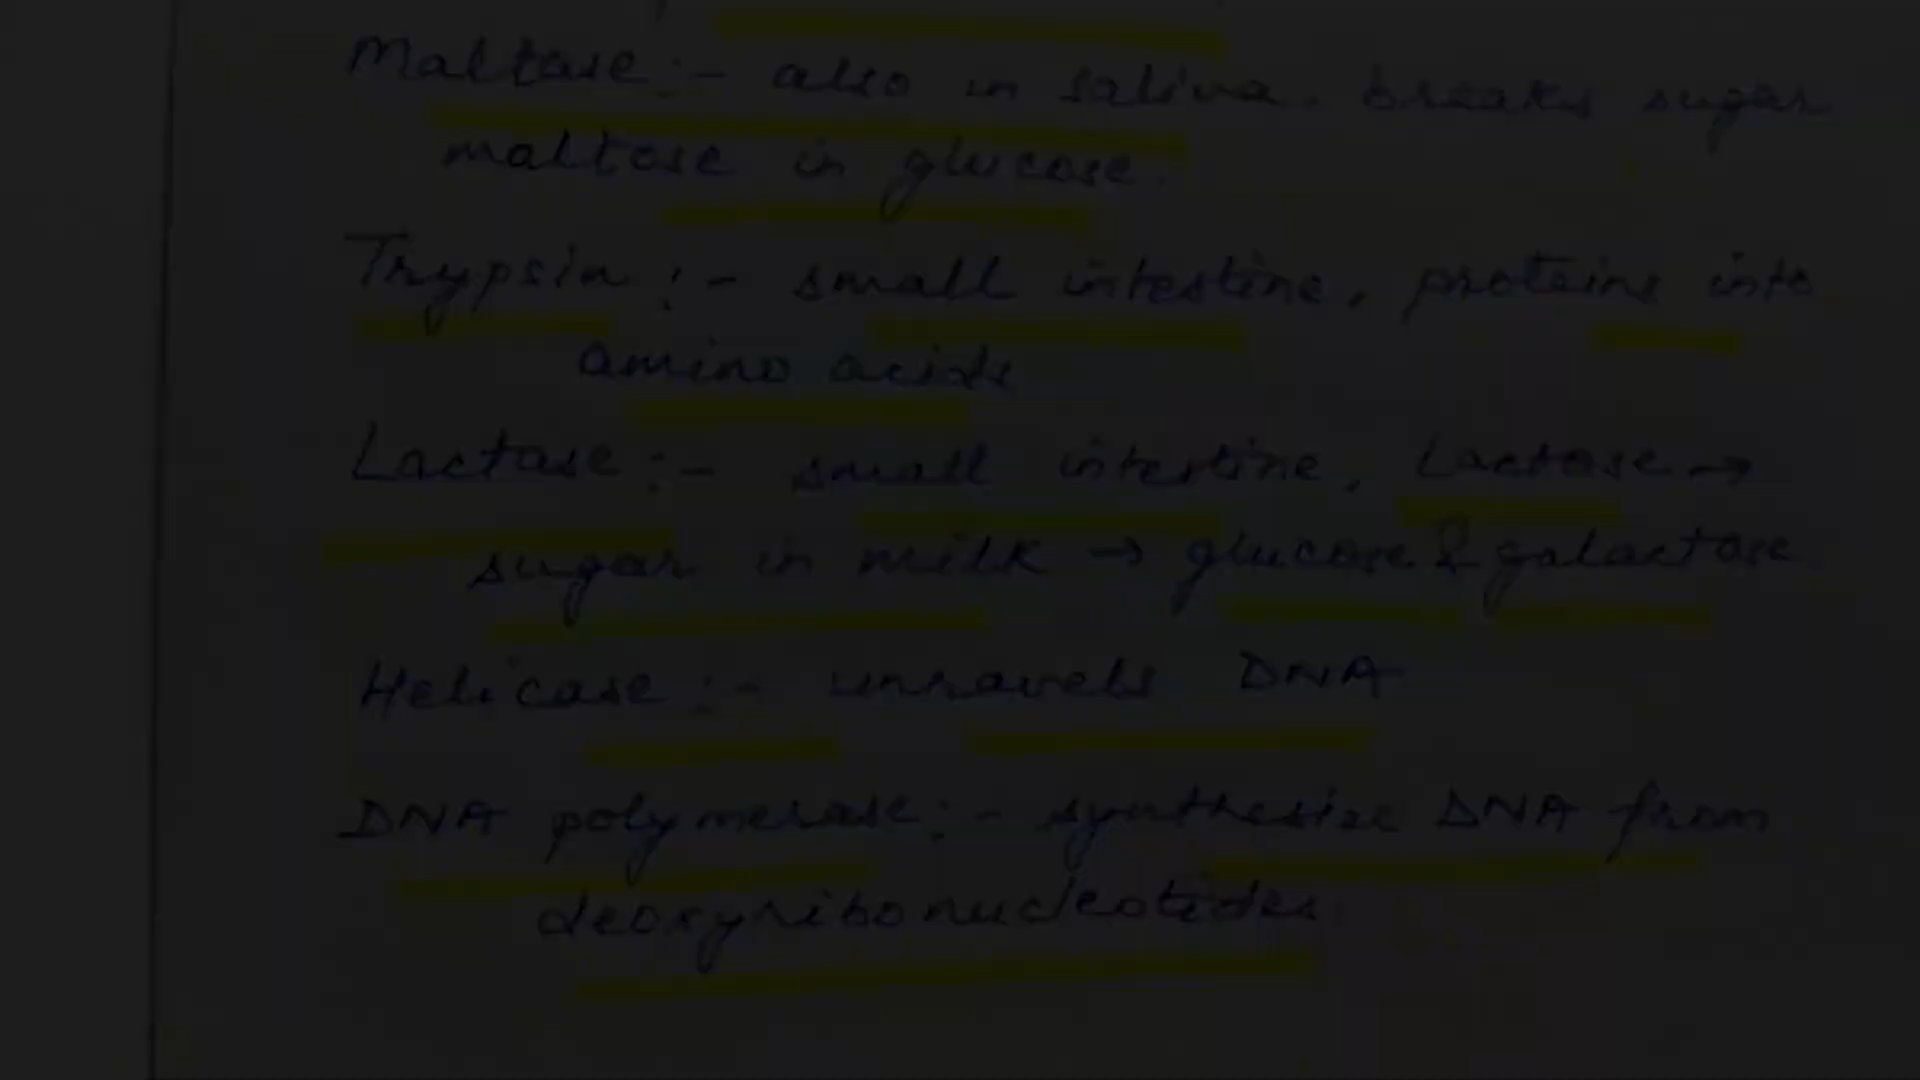 Maltase :- also in saliva. breaks sugar
maltose in glucose.
Trypsin :- small intestine, proteins into
amino acids
Lactase :- small intestine, Lactose →
sugar in milk → glucose & galactose
Helicase :- unravels DNA
DNA polymerase :- synthesize DNA from
deoxyribonucleotides.